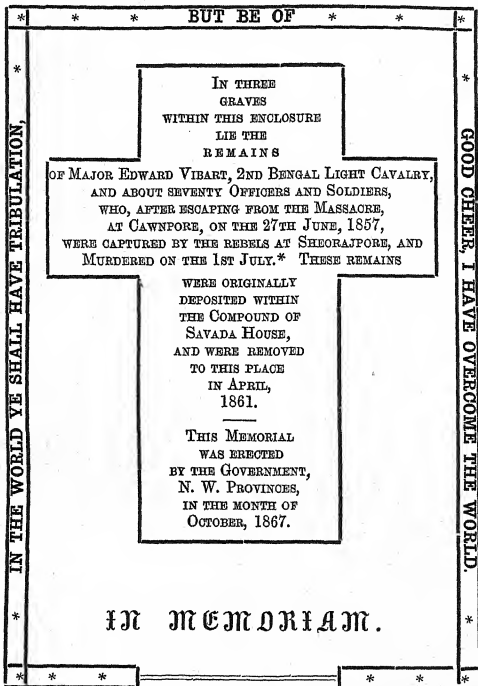 IN THE WORLD YE SHALL HAVE TRIBULATION,
* * * BUT BE OF * * * *
GOOD CHEER, I HAVE OVERCOME THE WORLD.
In three
graves
within this enclosure
lie the
remains
of Major Edward Vibart, 2nd Bengal Light Cavalry,
and about seventy Officers and Soldiers,
who, after escaping from the Massacre,
at Cawnpore, on the 27th June, 1857,
were captured by the rebels at Sheorajpore, and
Murdered on the 1st July.* These remains
were originally
deposited within
the Compound of
Savada House,
and were removed
to this place
in April,
1861.
This Memorial
was erected
by the Government,
N. W. Provinces,
in the month of
October, 1867.
IN MEMORIAM.
* * * * * *